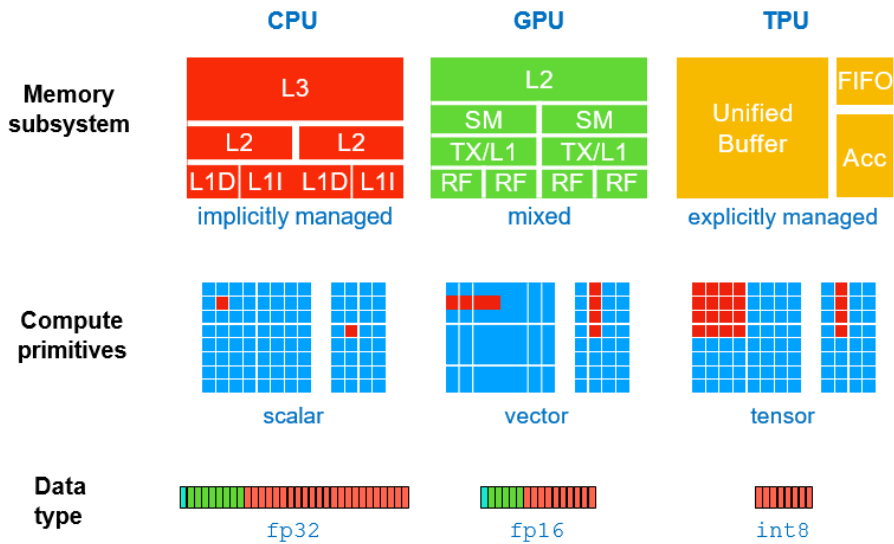 CPU GPU TPU
Memory
subsystem
L3
L2 L2
L1D L1I L1D L1I
implicitly managed
L2
SM SM
TX/L1 TX/L1
RF RF RF RF
mixed
Unified
Buffer
FIFO
Acc
explicitly managed
Compute
primitives
scalar vector tensor
Data
type
fp32 fp16 int8